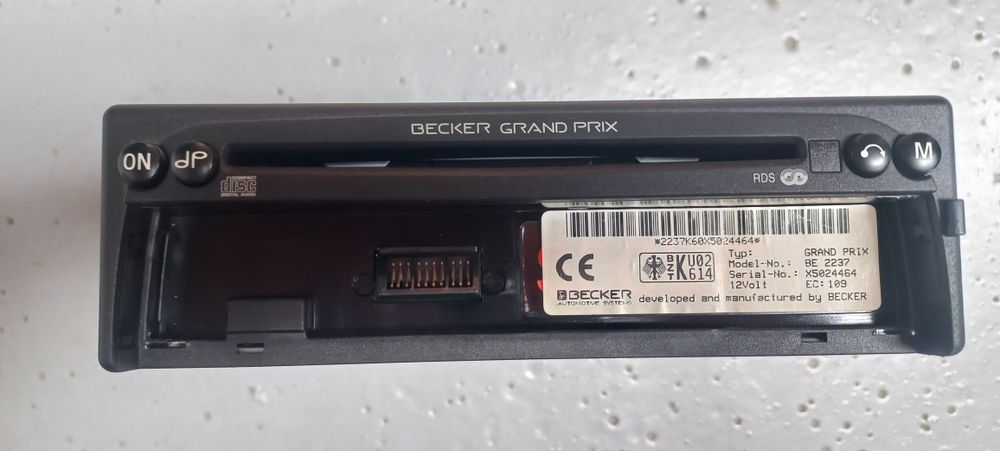 BECKER GRAND PRIX
ON
M
COMPACT
disc
DIGITAL AUDIO
RDS
*2237K60X5024464*
CE
BZT
K U02
614
Typ: GRAND PRIX
Model-No.: BE 2237
Serial-No.: X5024464
12Volt EC: 109
BECKER developed and manufactured by BECKER
AUTOMOTIVE SYSTEMS